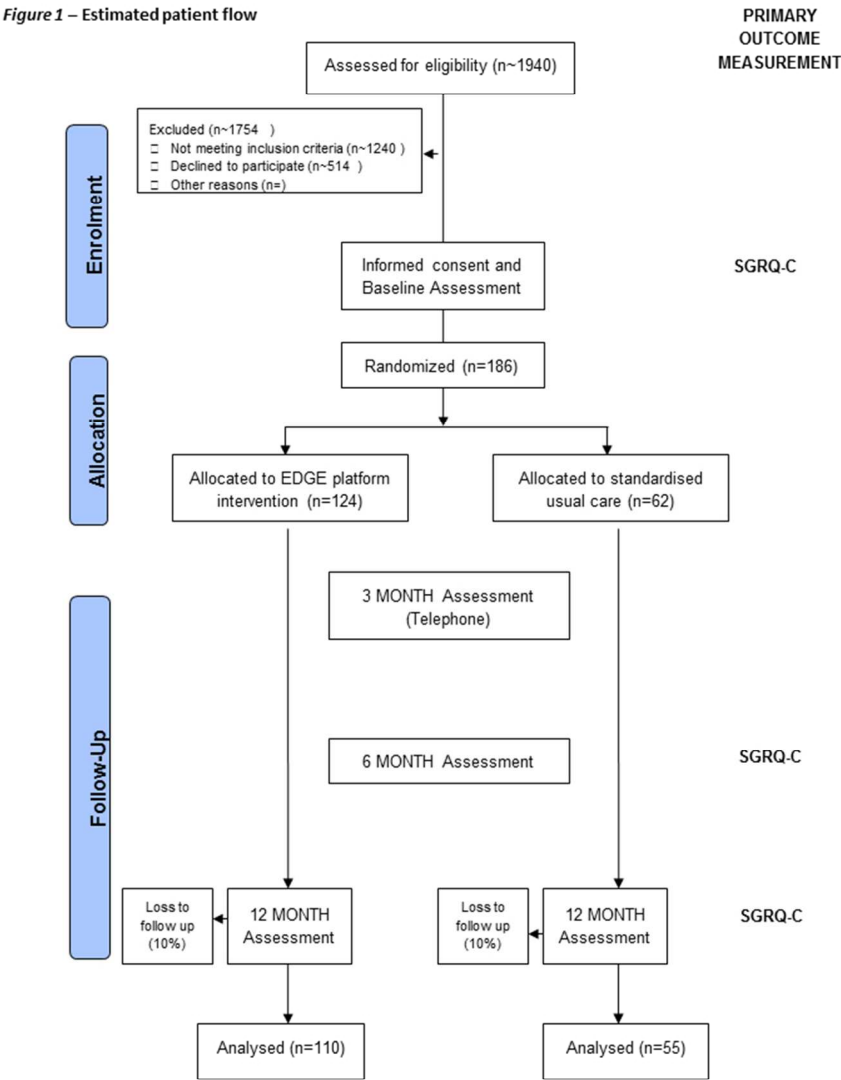 Figure 1 – Estimated patient flow
PRIMARY
OUTCOME
MEASUREMENT
Assessed for eligibility (n~1940)
Excluded (n~1754 )
□ Not meeting inclusion criteria (n~1240 )
□ Declined to participate (n~514 )
□ Other reasons (n=)
Enrolment
Informed consent and
Baseline Assessment
SGRQ-C
Randomized (n=186)
Allocation
Allocated to EDGE platform
intervention (n=124)
Allocated to standardised
usual care (n=62)
3 MONTH Assessment
(Telephone)
Follow-Up
6 MONTH Assessment
SGRQ-C
Loss to
follow up
(10%)
12 MONTH
Assessment
Loss to
follow up
(10%)
12 MONTH
Assessment
SGRQ-C
Analysed (n=110)
Analysed (n=55)